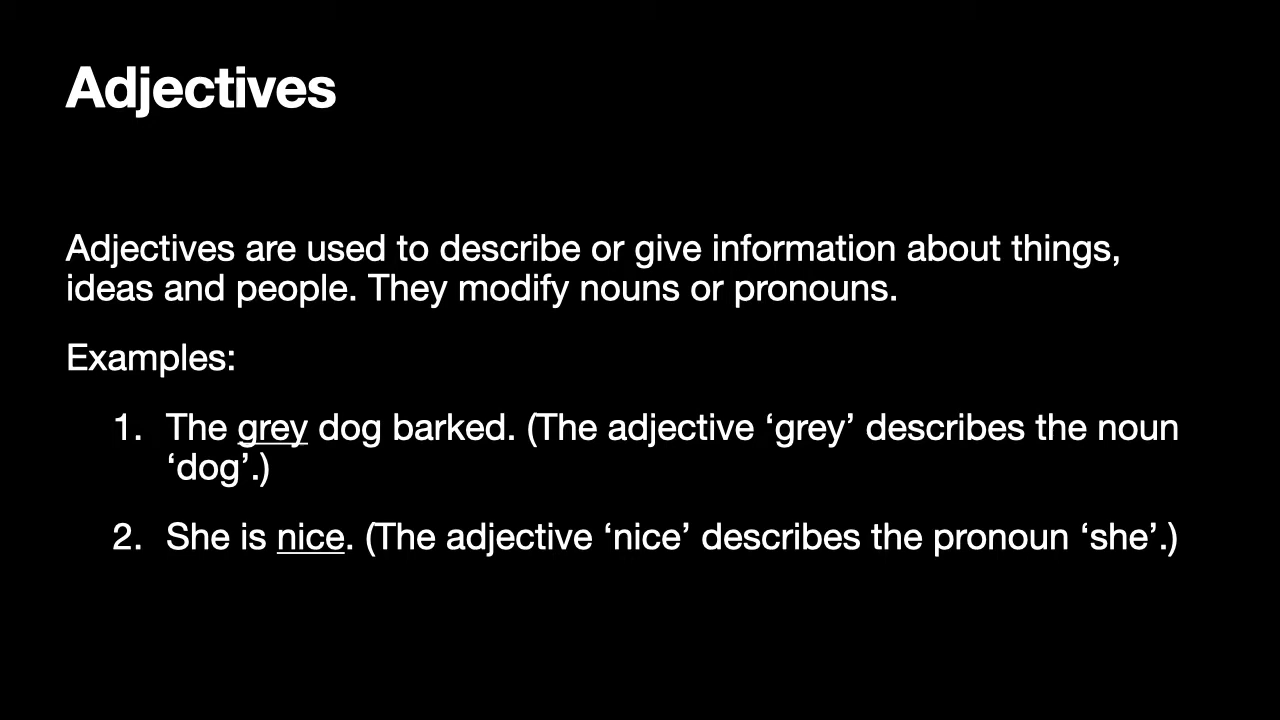 Adjectives
Adjectives are used to describe or give information about things,
ideas and people. They modify nouns or pronouns.
Examples:
1. The grey dog barked. (The adjective ‘grey’ describes the noun
‘dog’.)
2. She is nice. (The adjective ‘nice’ describes the pronoun ‘she’.)